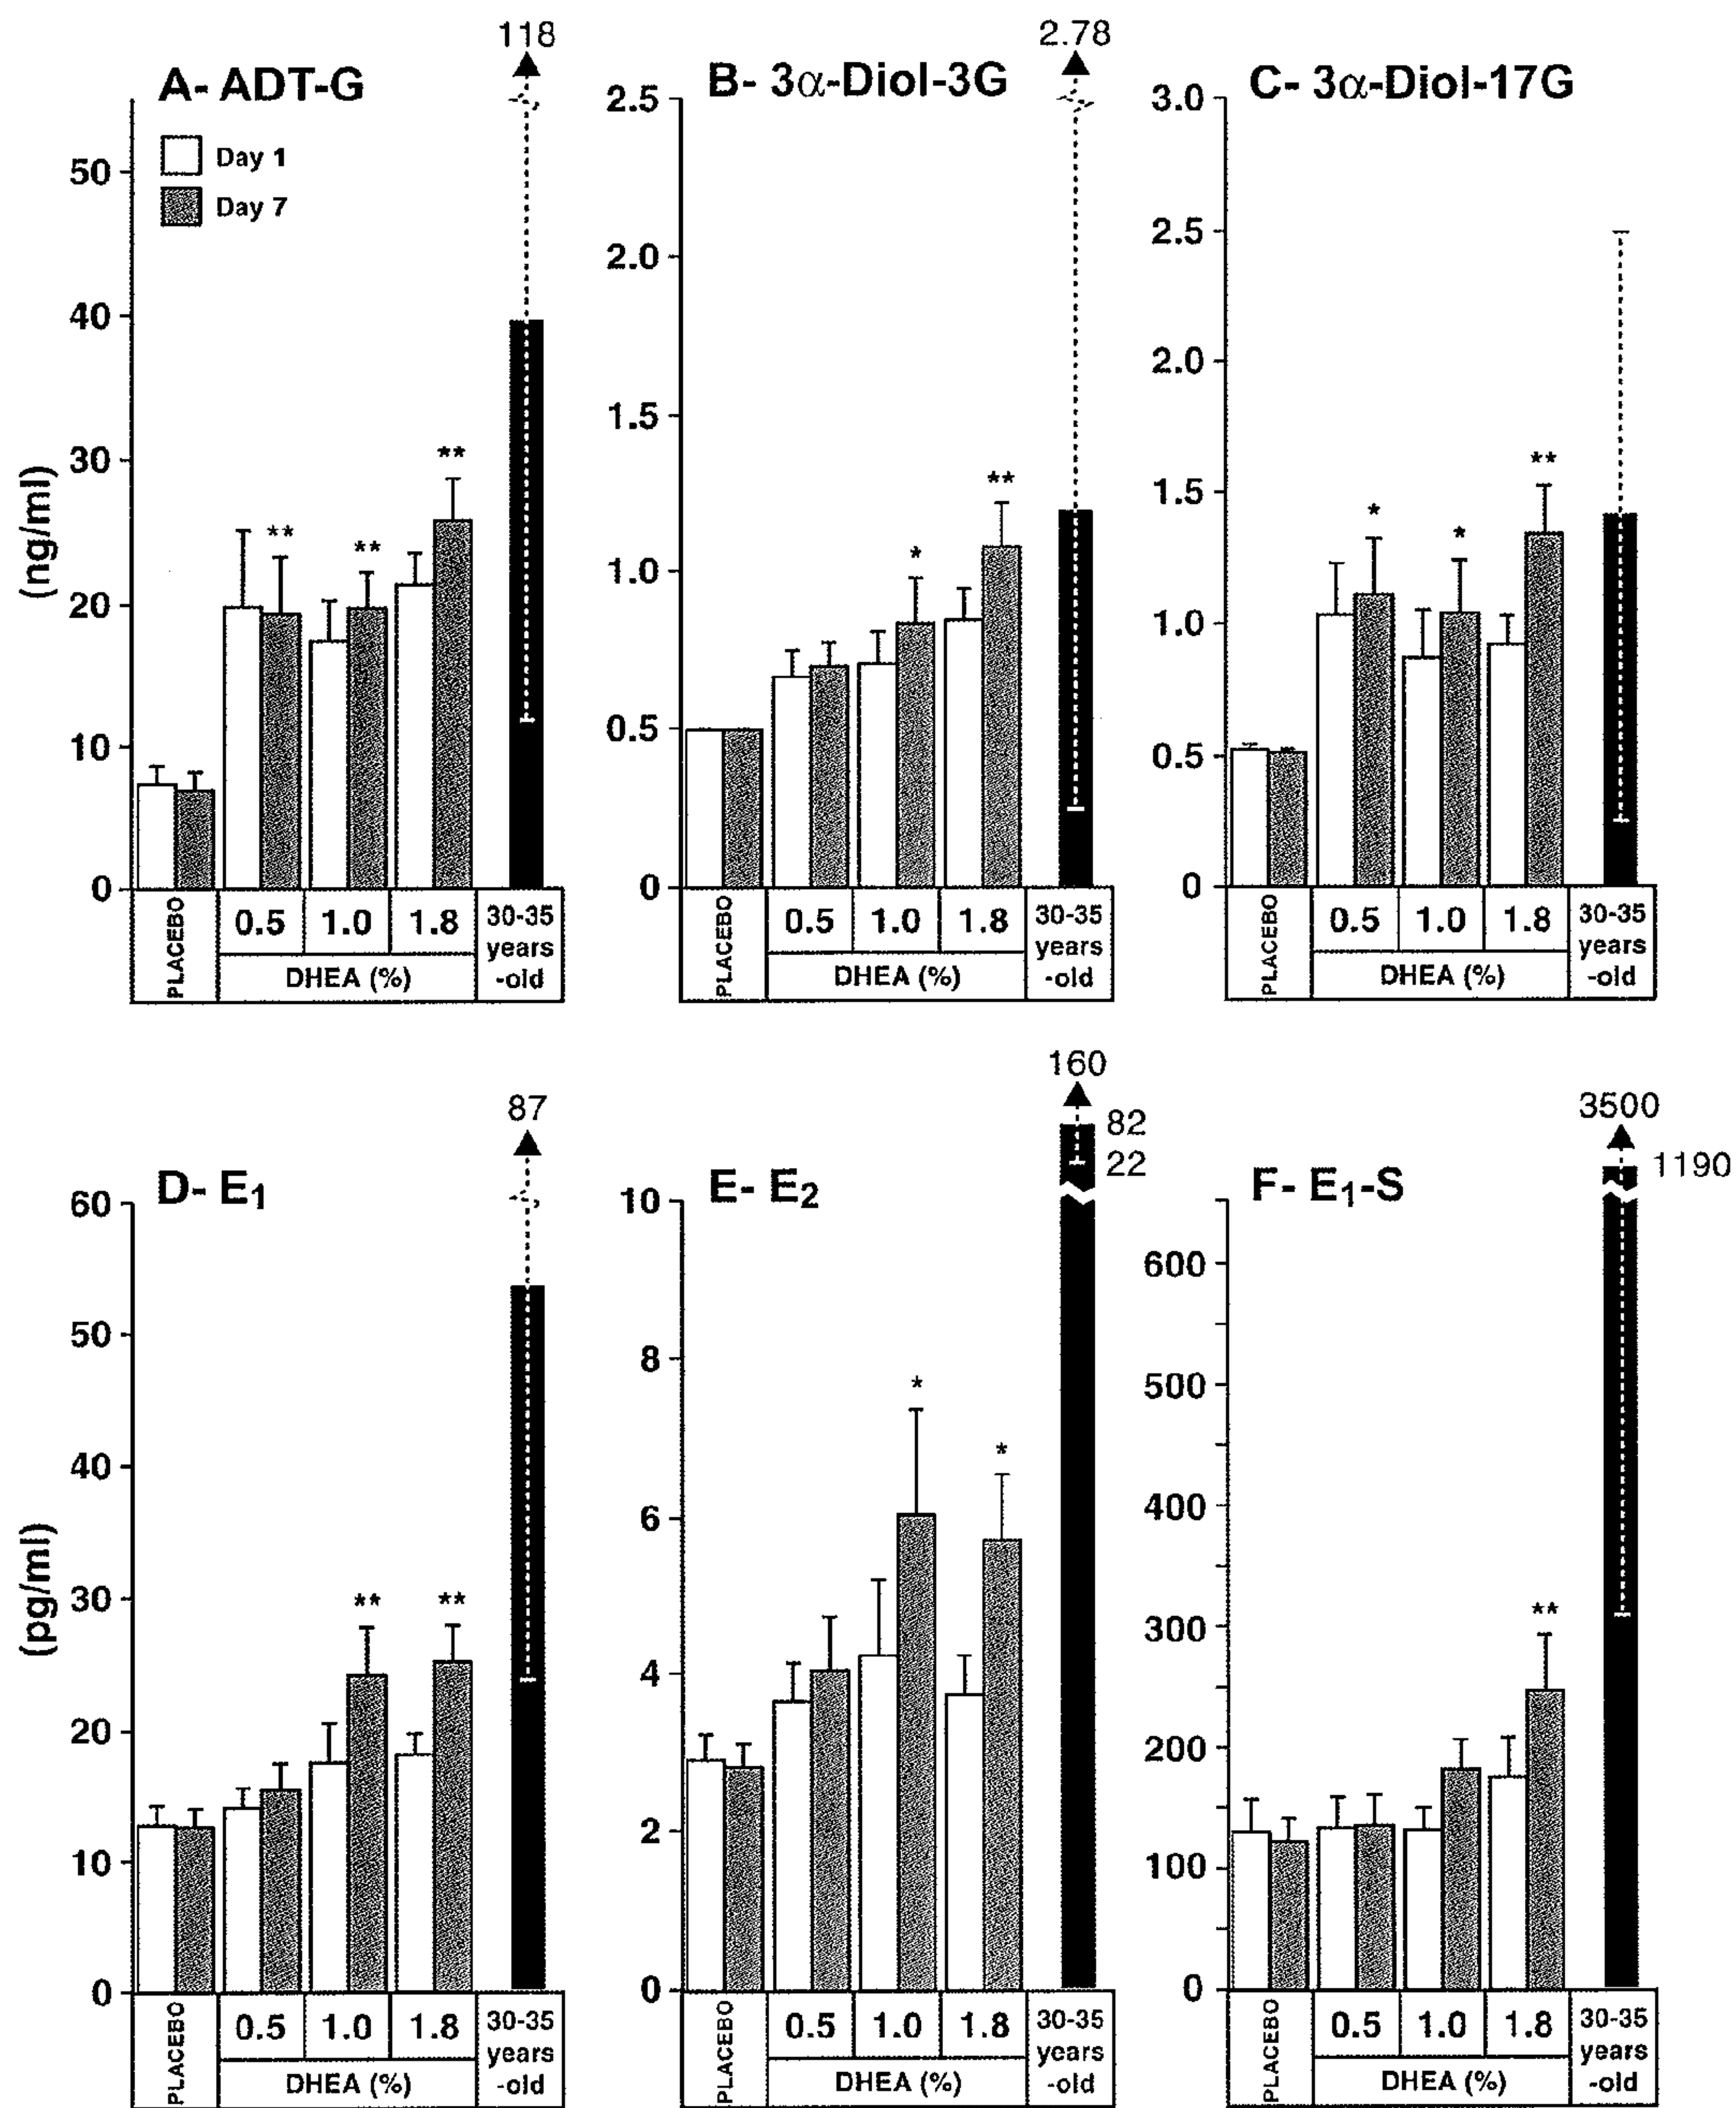 118
A- ADT-G
Day 1
Day 7
(ng/ml)
50
40
30
20
10
0
**
**
**
PLACEBO
0.5
1.0
1.8
DHEA (%)
30-35
years
-old
2.78
B- 3α-Diol-3G
2.5
2.0
1.5
1.0
0.5
0
*
**
PLACEBO
0.5
1.0
1.8
DHEA (%)
30-35
years
-old
C- 3α-Diol-17G
3.0
2.5
2.0
1.5
1.0
0.5
0
*
*
**
PLACEBO
0.5
1.0
1.8
DHEA (%)
30-35
years
-old
87
D- E1
(pg/ml)
60
50
40
30
20
10
0
**
**
PLACEBO
0.5
1.0
1.8
DHEA (%)
30-35
years
-old
160
82
22
E- E2
10
8
6
4
2
0
*
*
PLACEBO
0.5
1.0
1.8
DHEA (%)
30-35
years
-old
3500
1190
F- E1-S
600
500
400
300
200
100
0
**
PLACEBO
0.5
1.0
1.8
DHEA (%)
30-35
years
-old